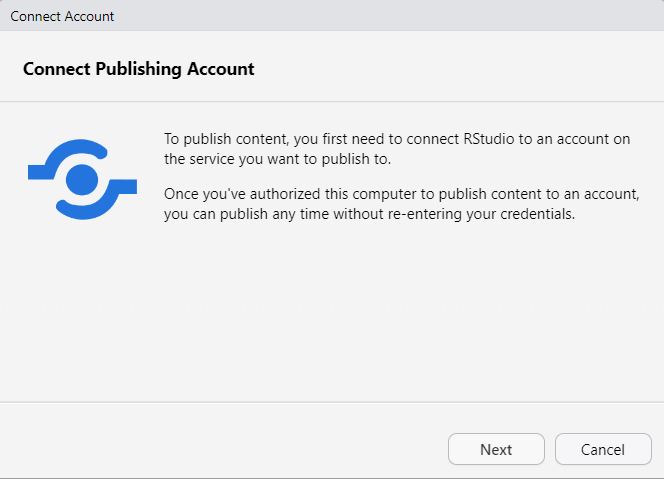 Connect Account
Connect Publishing Account
To publish content, you first need to connect RStudio to an account on
the service you want to publish to.
Once you've authorized this computer to publish content to an account,
you can publish any time without re-entering your credentials.
Next
Cancel